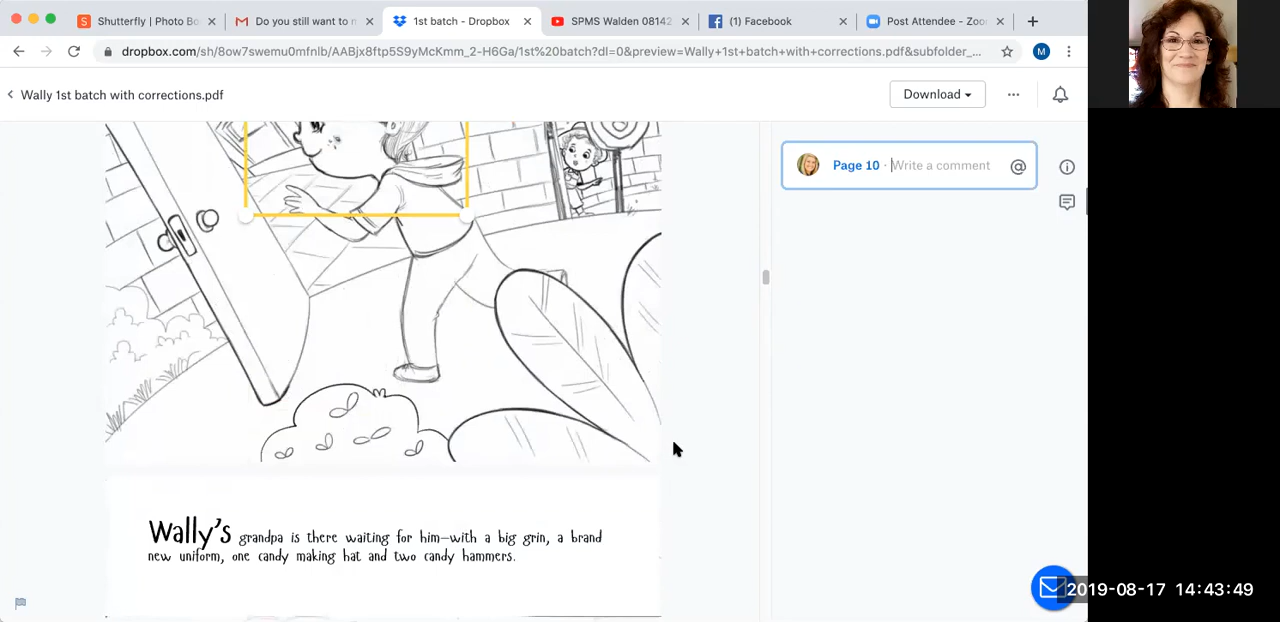 Shutterfly | Photo Bo
Do you still want to n
1st batch - Dropbox
SPMS Walden 08142
(1) Facebook
Post Attendee - Zoo
dropbox.com/sh/8ow7swemu0mfnlb/AABjx8ftp5S9yMcKmm_2-H6Ga/1st%20batch?dl=0&preview=Wally+1st+batch+with+corrections.pdf&subfolder_...
M
Wally 1st batch with corrections.pdf
Download
Page 10 · Write a comment
Wally's grandpa is there waiting for him—with a big grin, a brand
new uniform, one candy making hat and two candy hammers.
2019-08-17 14:43:49